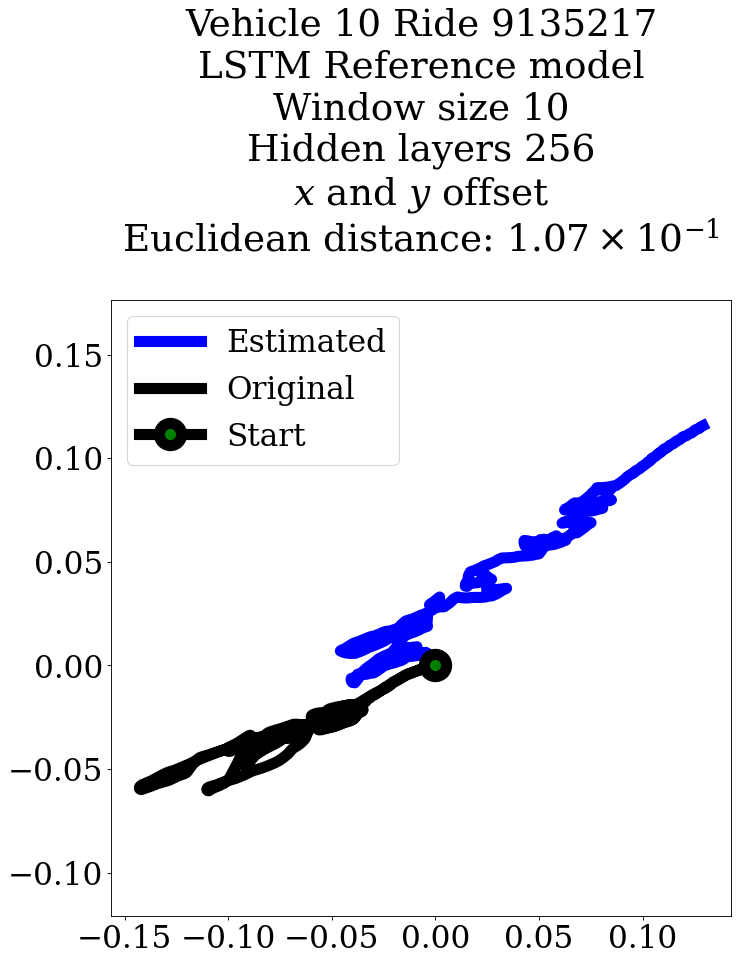 Vehicle 10 Ride 9135217
LSTM Reference model
Window size 10
Hidden layers 256
x and y offset
Euclidean distance: 1.07 × 10⁻¹
Estimated
Original
Start
0.15
0.10
0.05
0.00
−0.05
−0.10
−0.15 −0.10 −0.05 0.00 0.05 0.10